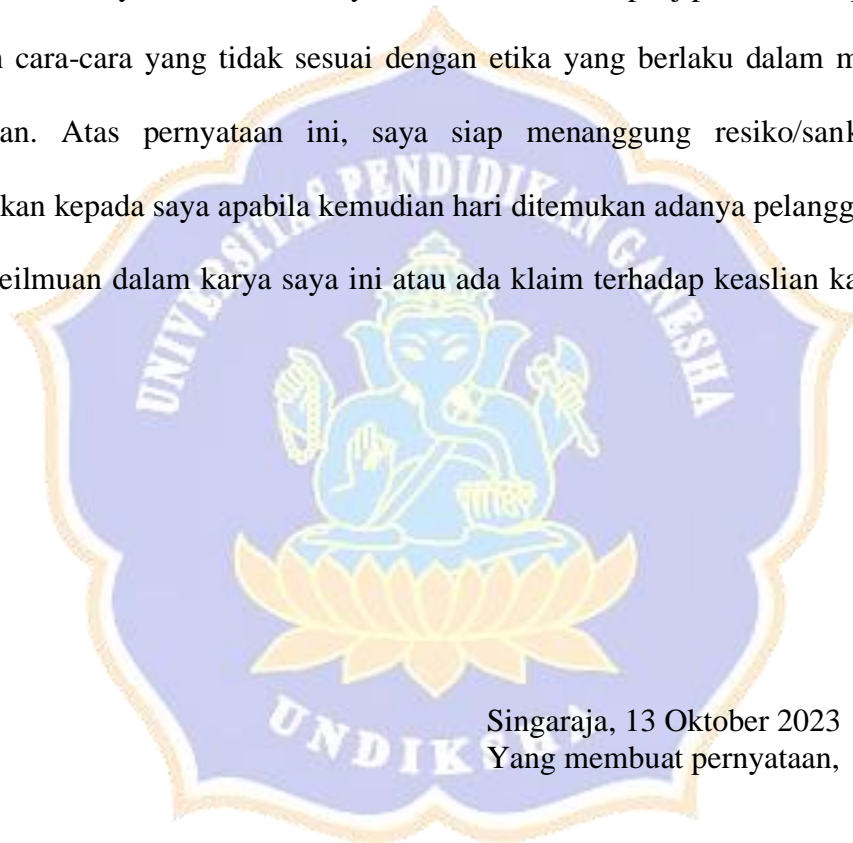 cara-cara yang tidak sesuai dengan etika yang berlaku dalam
an. Atas pernyataan ini, saya siap menanggung resiko/sank
kan kepada saya apabila kemudian hari ditemukan adanya pelangg
eilmuan dalam karya saya ini atau ada klaim terhadap keaslian ka
UNIVERSITAS PENDIDIKAN GANESHA
UNDIKSHA
Singaraja, 13 Oktober 2023
Yang membuat pernyataan,